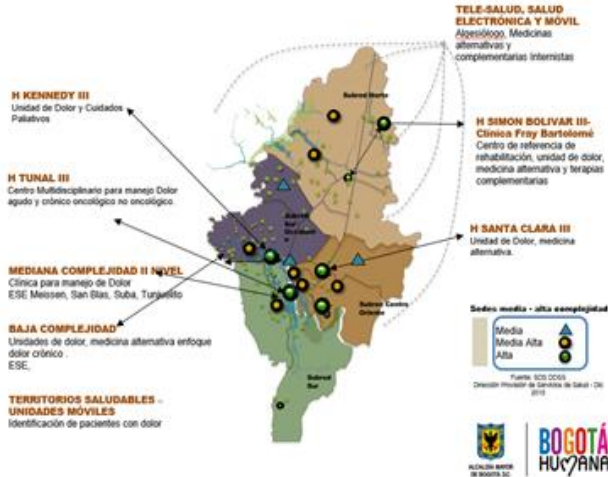 TELE-SALUD, SALUD
ELECTRÓNICA Y MÓVIL
Algesiólogo, Medicinas
alternativas y
complementarias Internistas
H KENNEDY III
Unidad de Dolor y Cuidados
Paliativos
Subred Norte
H SIMON BOLIVAR III-
Clínica Fray Bartolomé
Centro de referencia de
rehabilitación, unidad de dolor,
medicina alternativa y terapias
complementarias
H TUNAL III
Centro Multidisciplinario para manejo Dolor
agudo y crónico oncológico no oncológico.
Subred
Sur
Occident
e
H SANTA CLARA III
Unidad de Dolor, medicina
alternativa.
MEDIANA COMPLEJIDAD II NIVEL
Clínica para manejo de Dolor
ESE Meissen, San Blas, Suba, Tunjuelito
Subred Centro
Oriente
BAJA COMPLEJIDAD
Unidades de dolor, medicina alternativa enfoque
dolor crónico .
ESE,
Subred
Sur
TERRITORIOS SALUDABLES –
UNIDADES MÓVILES
Identificación de pacientes con dolor
Sedes media - alta complejidad
Media
Media Alta
Alta
Fuente: SDS DDSS
Dirección Provisión de Servicios de Salud - Dic
ALCALDÍA MAYOR
DE BOGOTÁ D.C.
BOGOTÁ
HUMANA